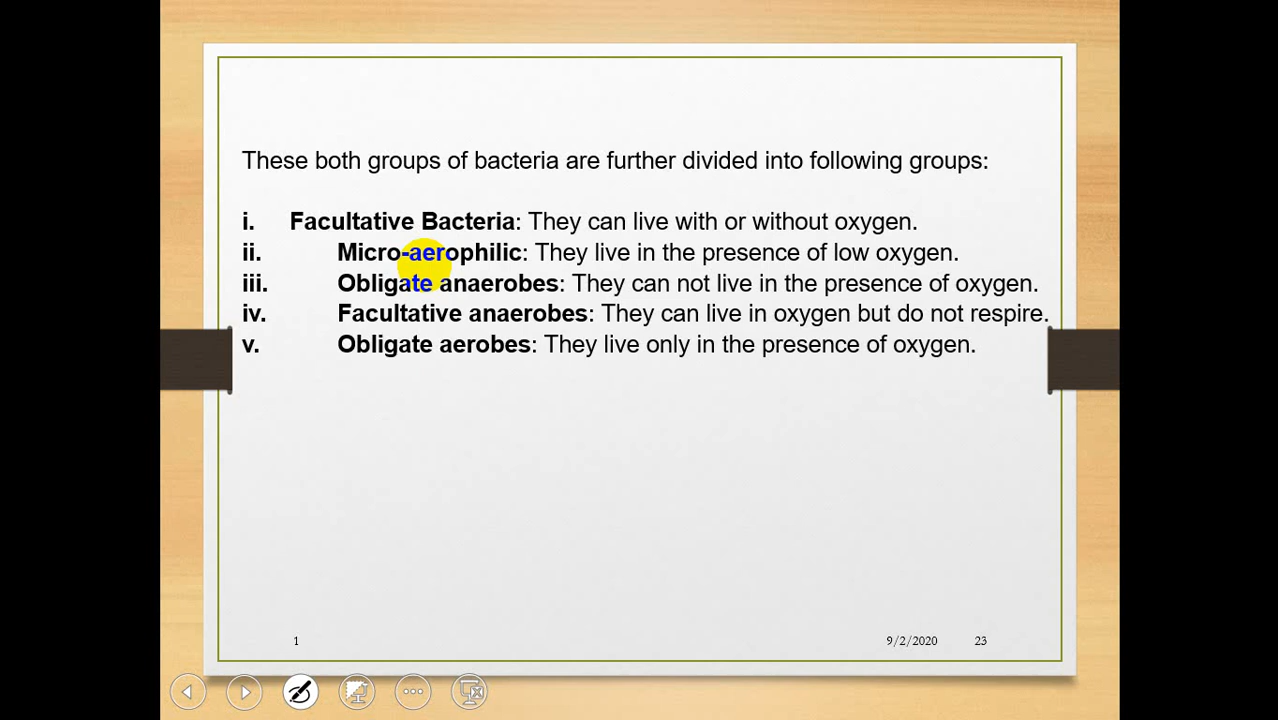 These both groups of bacteria are further divided into following groups:
i. Facultative Bacteria: They can live with or without oxygen.
ii. Micro-aerophilic: They live in the presence of low oxygen.
iii. Obligate anaerobes: They can not live in the presence of oxygen.
iv. Facultative anaerobes: They can live in oxygen but do not respire.
v. Obligate aerobes: They live only in the presence of oxygen.
1 9/2/2020 23